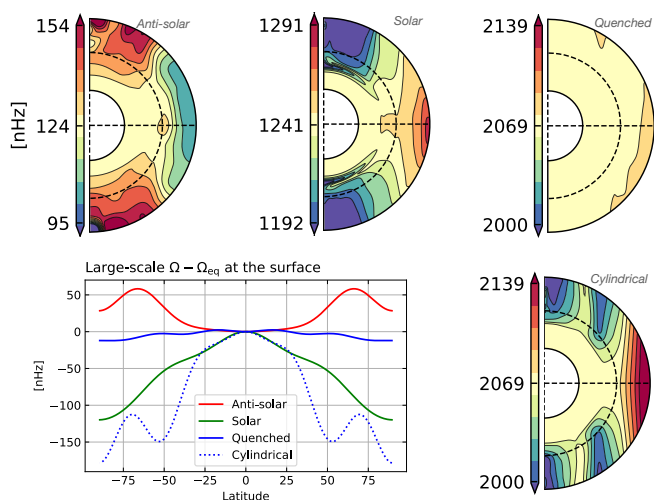 154
Anti-solar
124
[nHz]
95
1291
Solar
1241
1192
2139
Quenched
2069
2000
Large-scale Ω − Ωeq at the surface
50
0
−50
−100
−150
[nHz]
Anti-solar
Solar
Quenched
Cylindrical
−75 −50 −25 0 25 50 75
Latitude
2139
Cylindrical
2069
2000